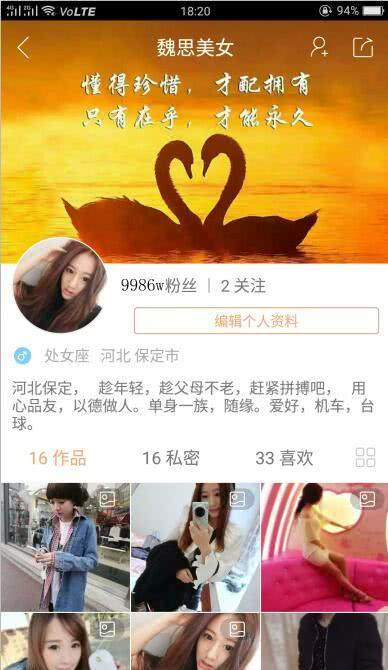 4G 2G VoLTE 18:20 94%
魏思美女
懂得珍惜，才配拥有
只有在乎，才能永久
9986w粉丝 | 2 关注
编辑个人资料
处女座 河北 保定市
河北保定， 趁年轻，趁父母不老，赶紧拼搏吧， 用
心品友，以德做人。单身一族，随缘。爱好，机车，台
球。
16 作品 16 私密 33 喜欢